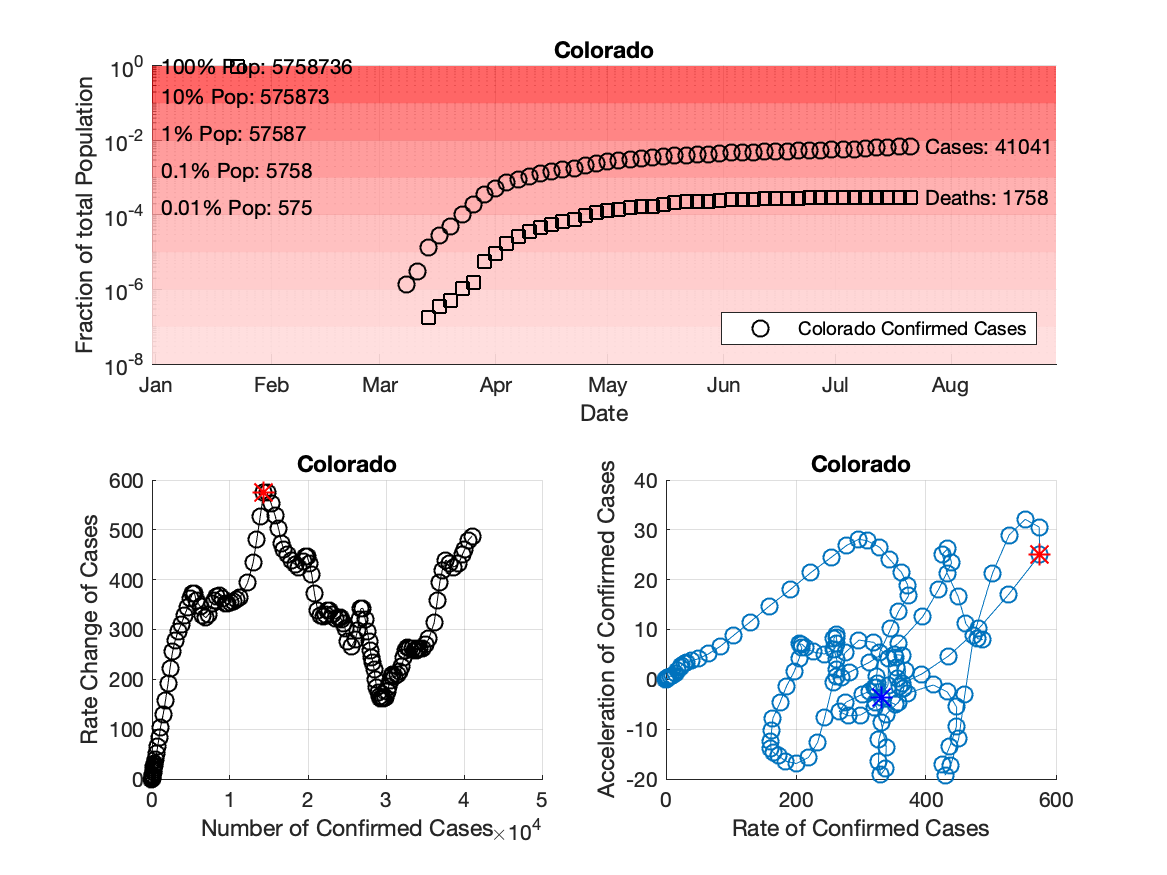 Colorado
10^0
10^-2
10^-4
10^-6
10^-8
Fraction of total Population
100% Pop: 5758736
10% Pop: 575873
1% Pop: 57587
0.1% Pop: 5758
0.01% Pop: 575
Cases: 41041
Deaths: 1758
Colorado Confirmed Cases
Jan Feb Mar Apr May Jun Jul Aug
Date
Colorado
Rate Change of Cases
600
500
400
300
200
100
0
0 1 2 3 4 5
Number of Confirmed Cases ×10^4
Colorado
Acceleration of Confirmed Cases
40
30
20
10
0
-10
-20
0 200 400 600
Rate of Confirmed Cases